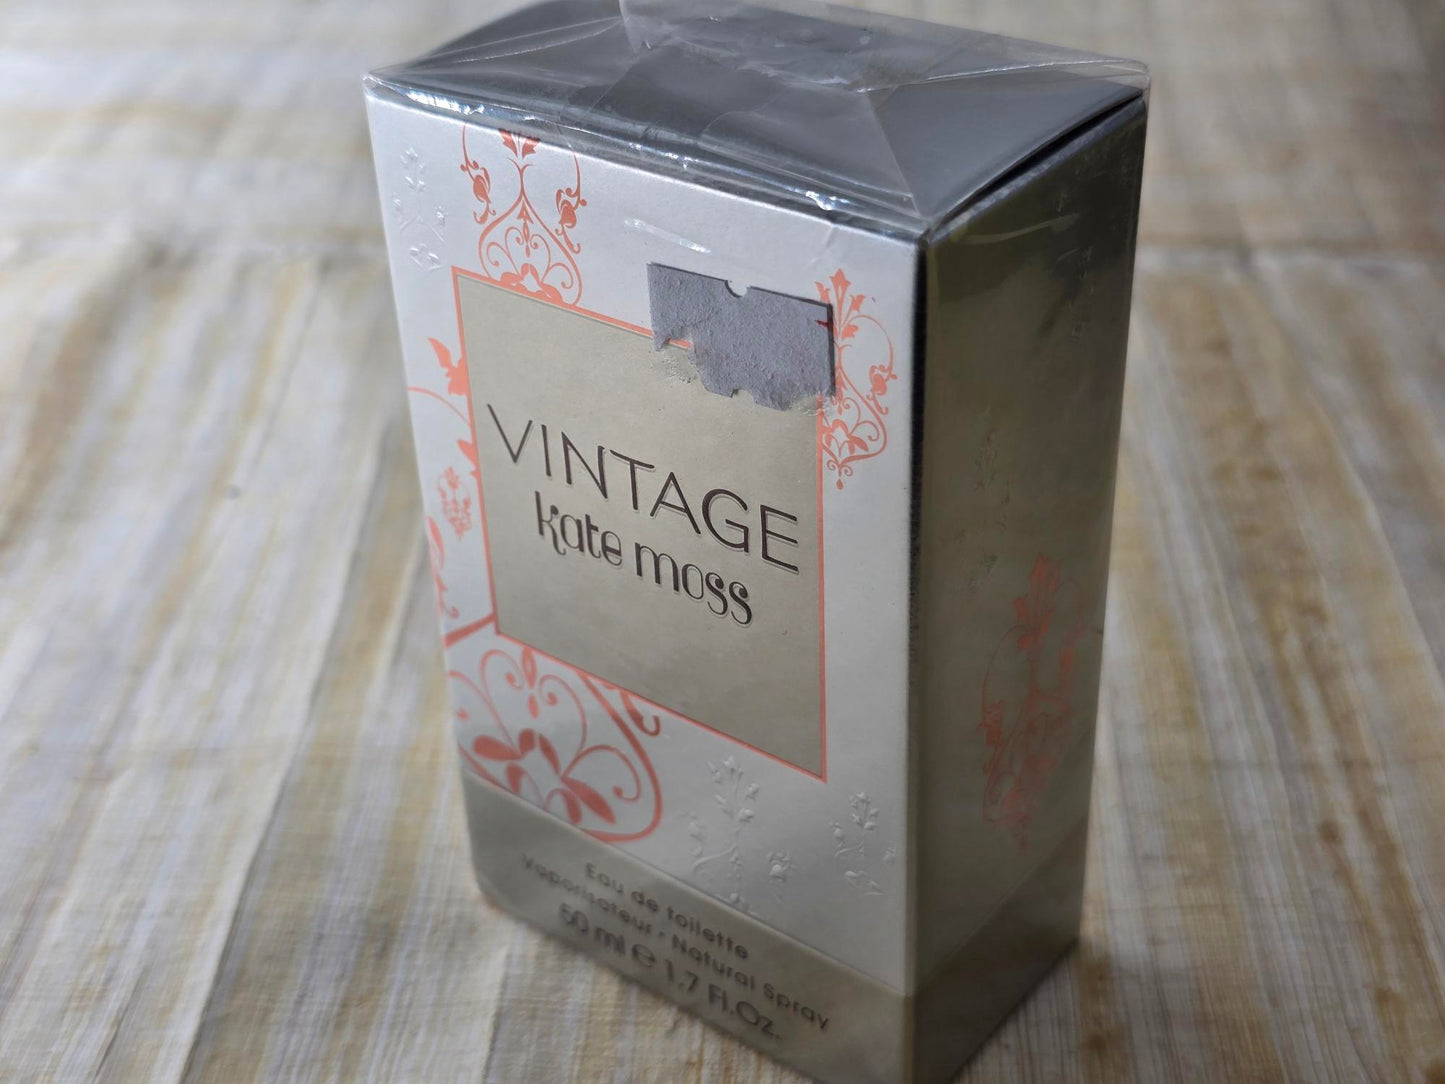 VINTAGE
kate moss
Eau de toilette
Vaporisateur • Natural Spray
50 ml e 1.7 Fl.Oz.